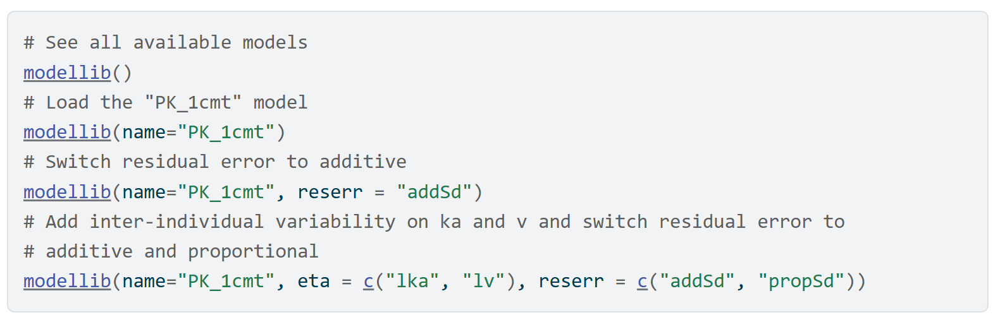 # See all available models
modellib()
# Load the "PK_1cmt" model
modellib(name="PK_1cmt")
# Switch residual error to additive
modellib(name="PK_1cmt", reserr = "addSd")
# Add inter-individual variability on ka and v and switch residual error to
# additive and proportional
modellib(name="PK_1cmt", eta = c("lka", "lv"), reserr = c("addSd", "propSd"))